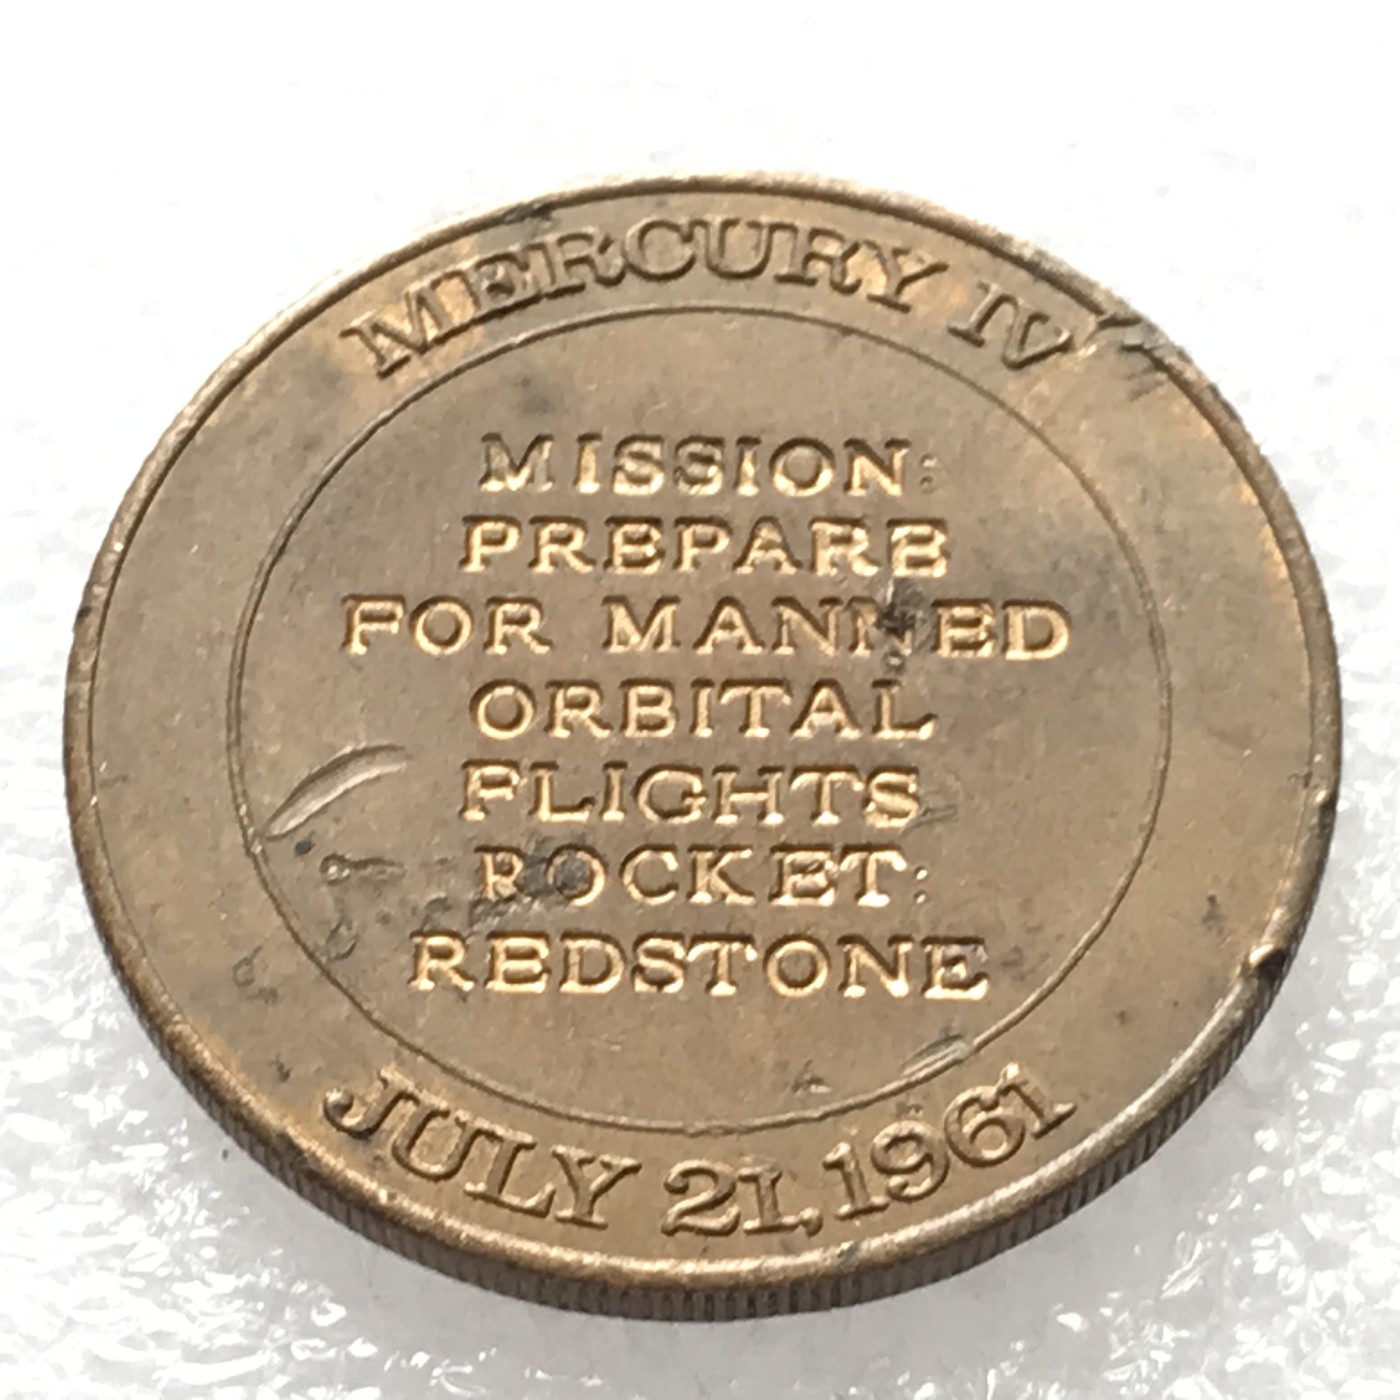 MERCURY IV
MISSION:
PREPARE
FOR MANNED
ORBITAL
FLIGHTS
ROCKET:
REDSTONE
JULY 21, 1961